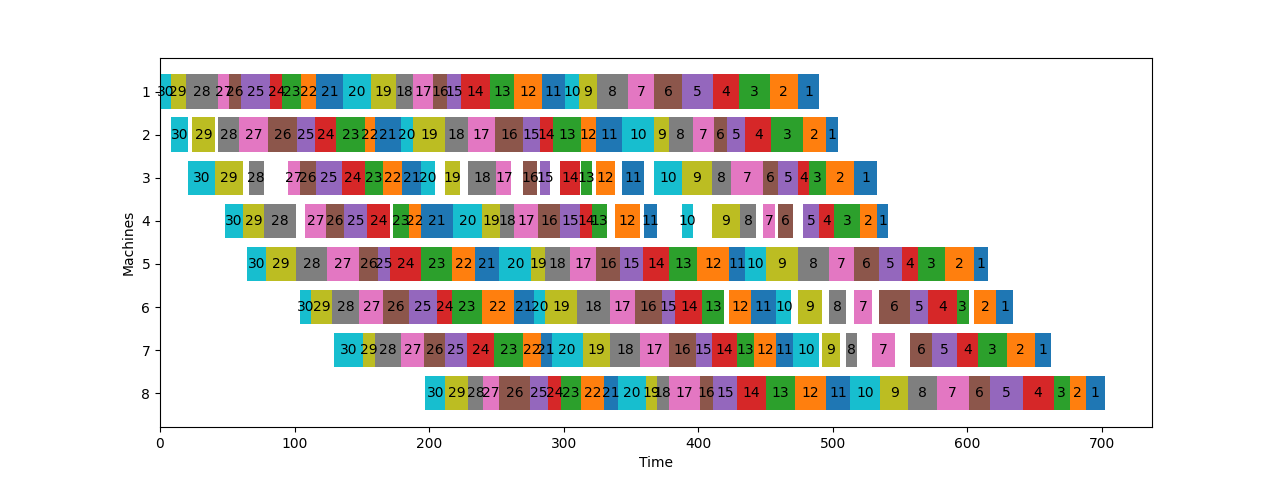 1 30 29 28 27 26 25 24 23 22 21 20 19 18 17 16 15 14 13 12 11 10 9 8 7 6 5 4 3 2 1
2 30 29 28 27 26 25 24 23 22 21 20 19 18 17 16 15 14 13 12 11 10 9 8 7 6 5 4 3 2 1
3 30 29 28 27 26 25 24 23 22 21 20 19 18 17 16 15 14 13 12 11 10 9 8 7 6 5 4 3 2 1
4 30 29 28 27 26 25 24 23 22 21 20 19 18 17 16 15 14 13 12 11 10 9 8 7 6 5 4 3 2 1
5 30 29 28 27 26 25 24 23 22 21 20 19 18 17 16 15 14 13 12 11 10 9 8 7 6 5 4 3 2 1
6 30 29 28 27 26 25 24 23 22 21 20 19 18 17 16 15 14 13 12 11 10 9 8 7 6 5 4 3 2 1
7 30 29 28 27 26 25 24 23 22 21 20 19 18 17 16 15 14 13 12 11 10 9 8 7 6 5 4 3 2 1
8 30 29 28 27 26 25 24 23 22 21 20 19 18 17 16 15 14 13 12 11 10 9 8 7 6 5 4 3 2 1
Machines
0 100 200 300 400 500 600 700
Time